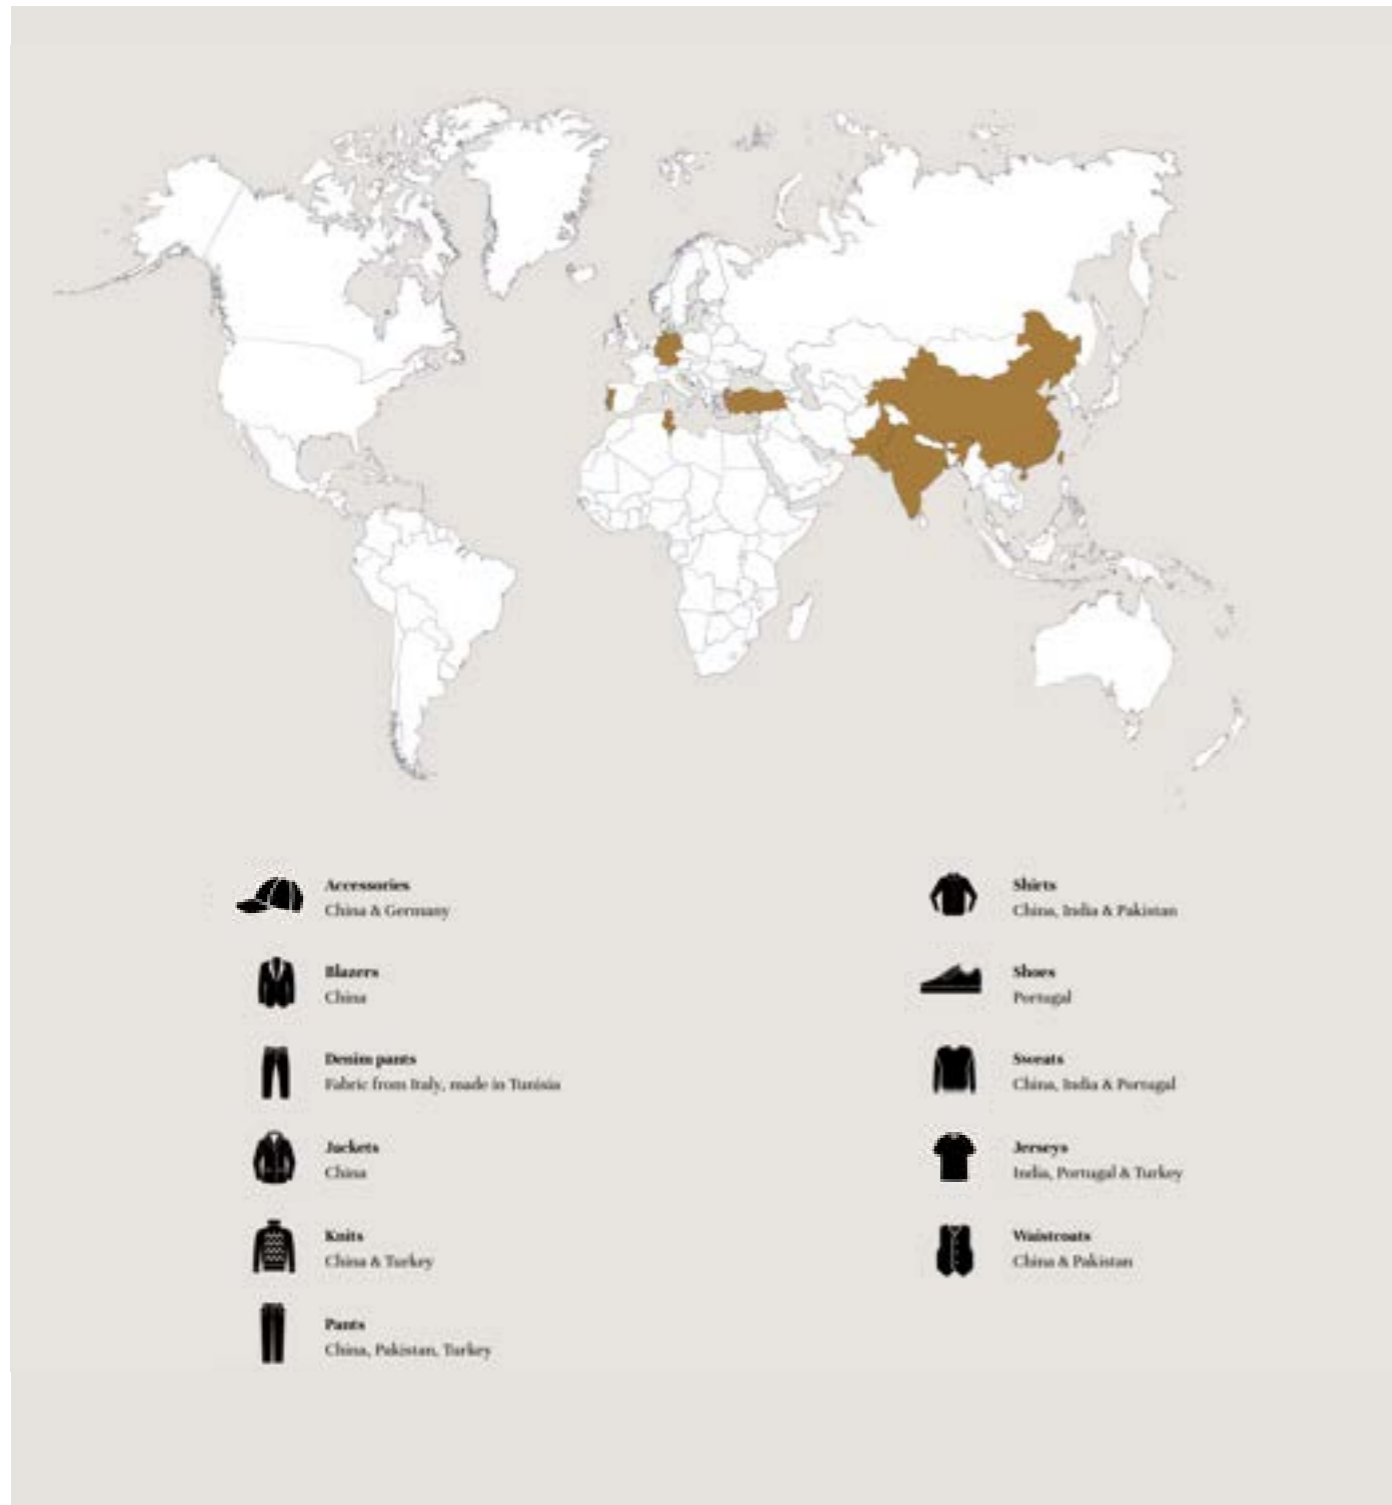 Accessories
China & Germany
Blazers
China
Denim pants
Fabric from Italy, made in Tunisia
Jackets
China
Knits
China & Turkey
Pants
China, Pakistan, Turkey
Shirts
China, India & Pakistan
Shoes
Portugal
Sweats
China, India & Portugal
Jerseys
India, Portugal & Turkey
Waistcoats
China & Pakistan